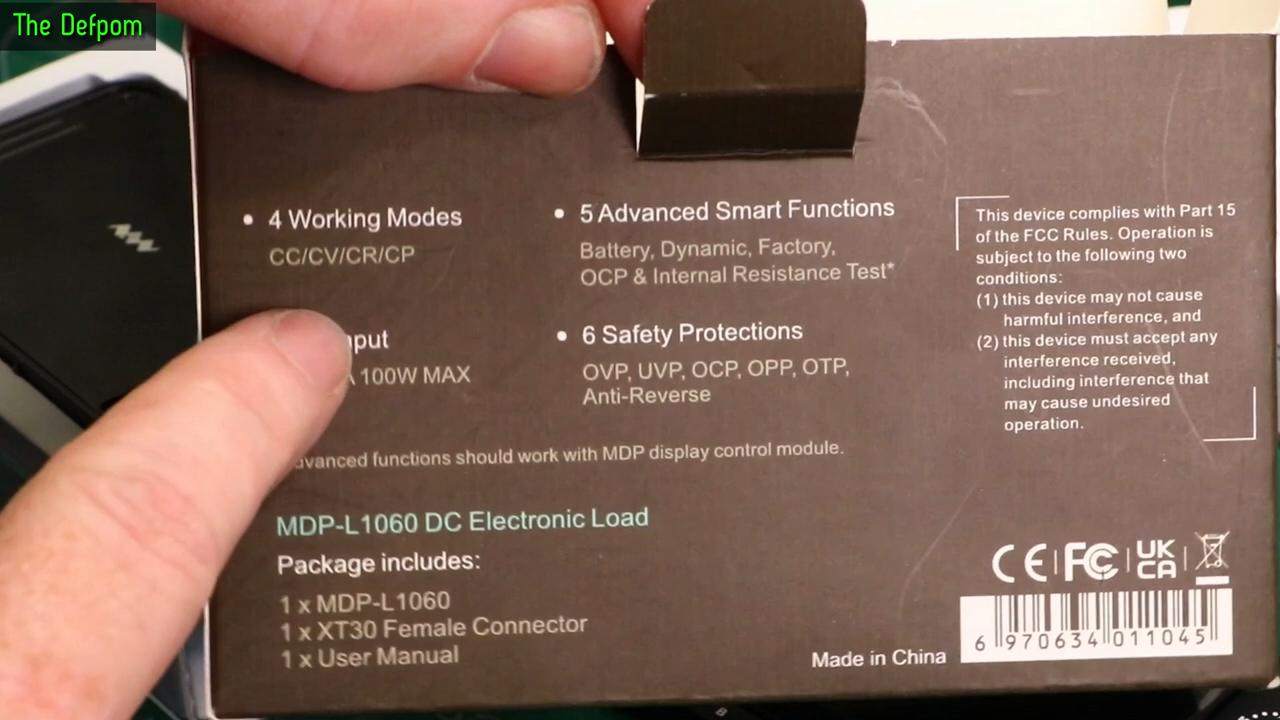 The Defpom
• 4 Working Modes
CC/CV/CR/CP
100W MAX
• 5 Advanced Smart Functions
Battery, Dynamic, Factory,
OCP & Internal Resistance Test*
• 6 Safety Protections
OVP, UVP, OCP, OPP, OTP,
Anti-Reverse
functions should work with MDP display control module.
MDP-L1060 DC Electronic Load
Package includes:
1 x MDP-L1060
1 x XT30 Female Connector
1 x User Manual
This device complies with Part 15
of the FCC Rules. Operation is
subject to the following two
conditions:
(1) this device may not cause
harmful interference, and
(2) this device must accept any
interference received,
including interference that
may cause undesired
operation.
CE FC UK
CA
Made in China
6 970634 011045